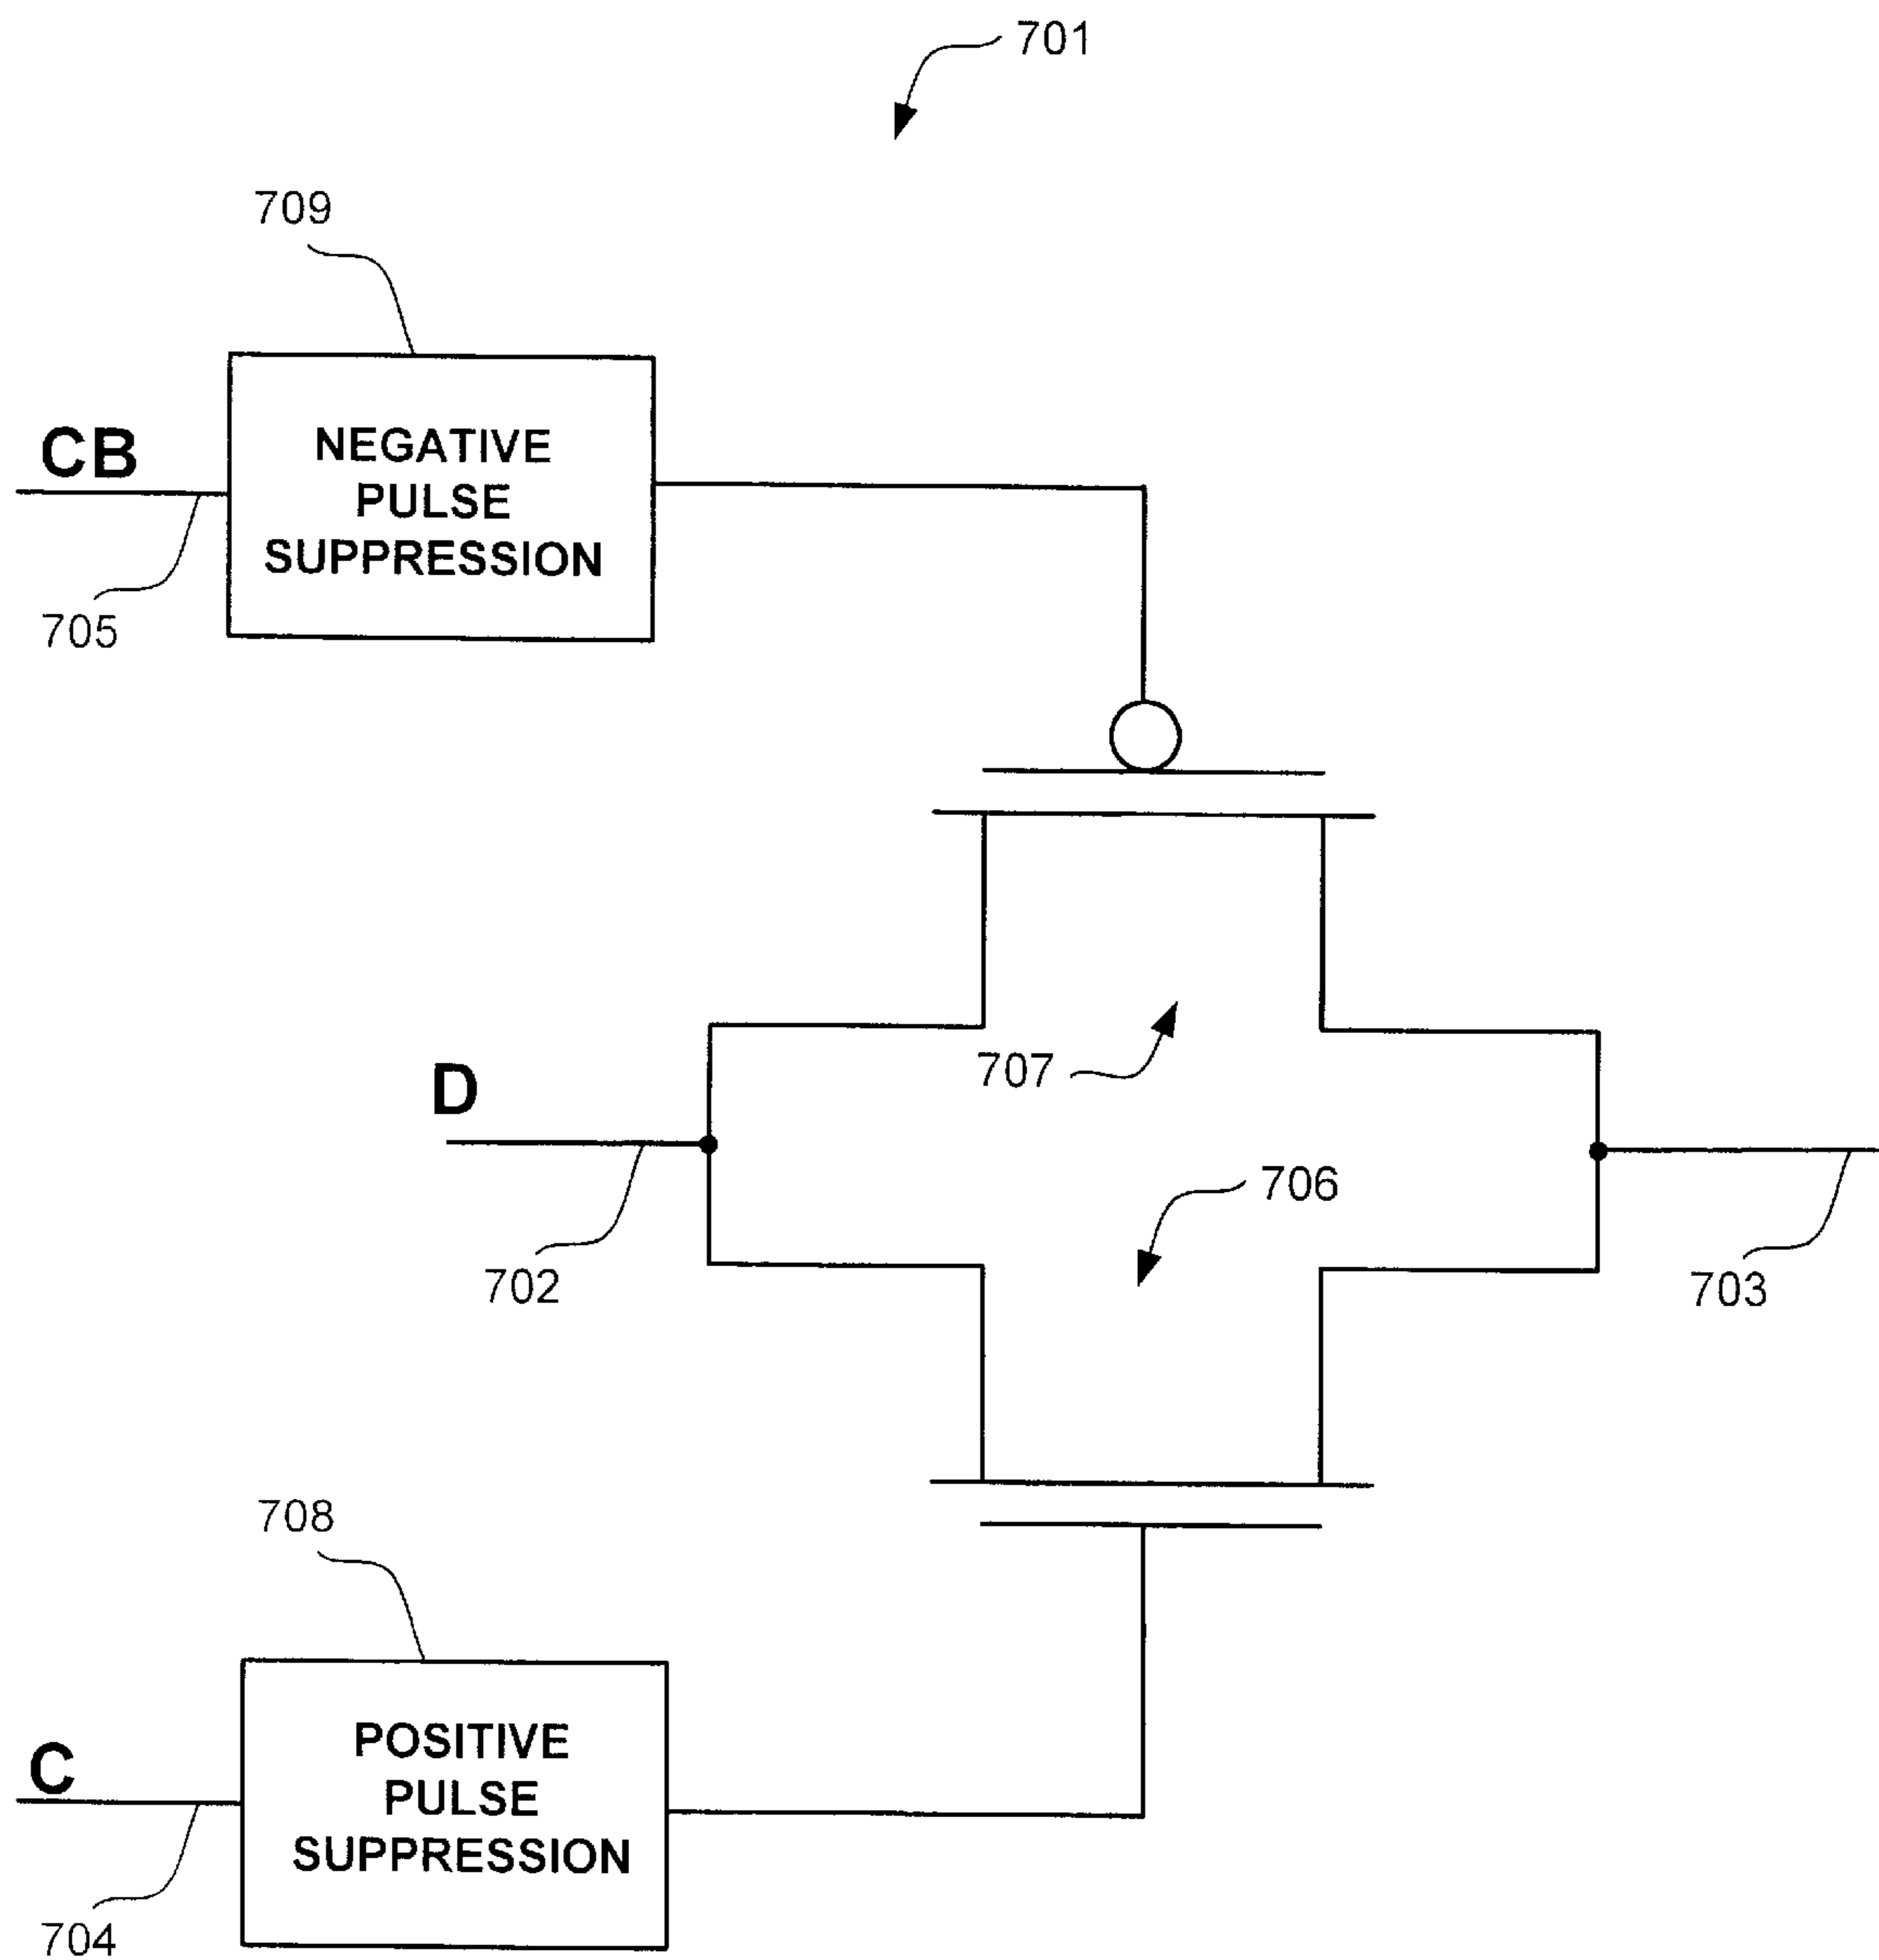 701
709
CB
NEGATIVE
PULSE
SUPPRESSION
705
D
707
706
702
703
708
C
POSITIVE
PULSE
SUPPRESSION
704